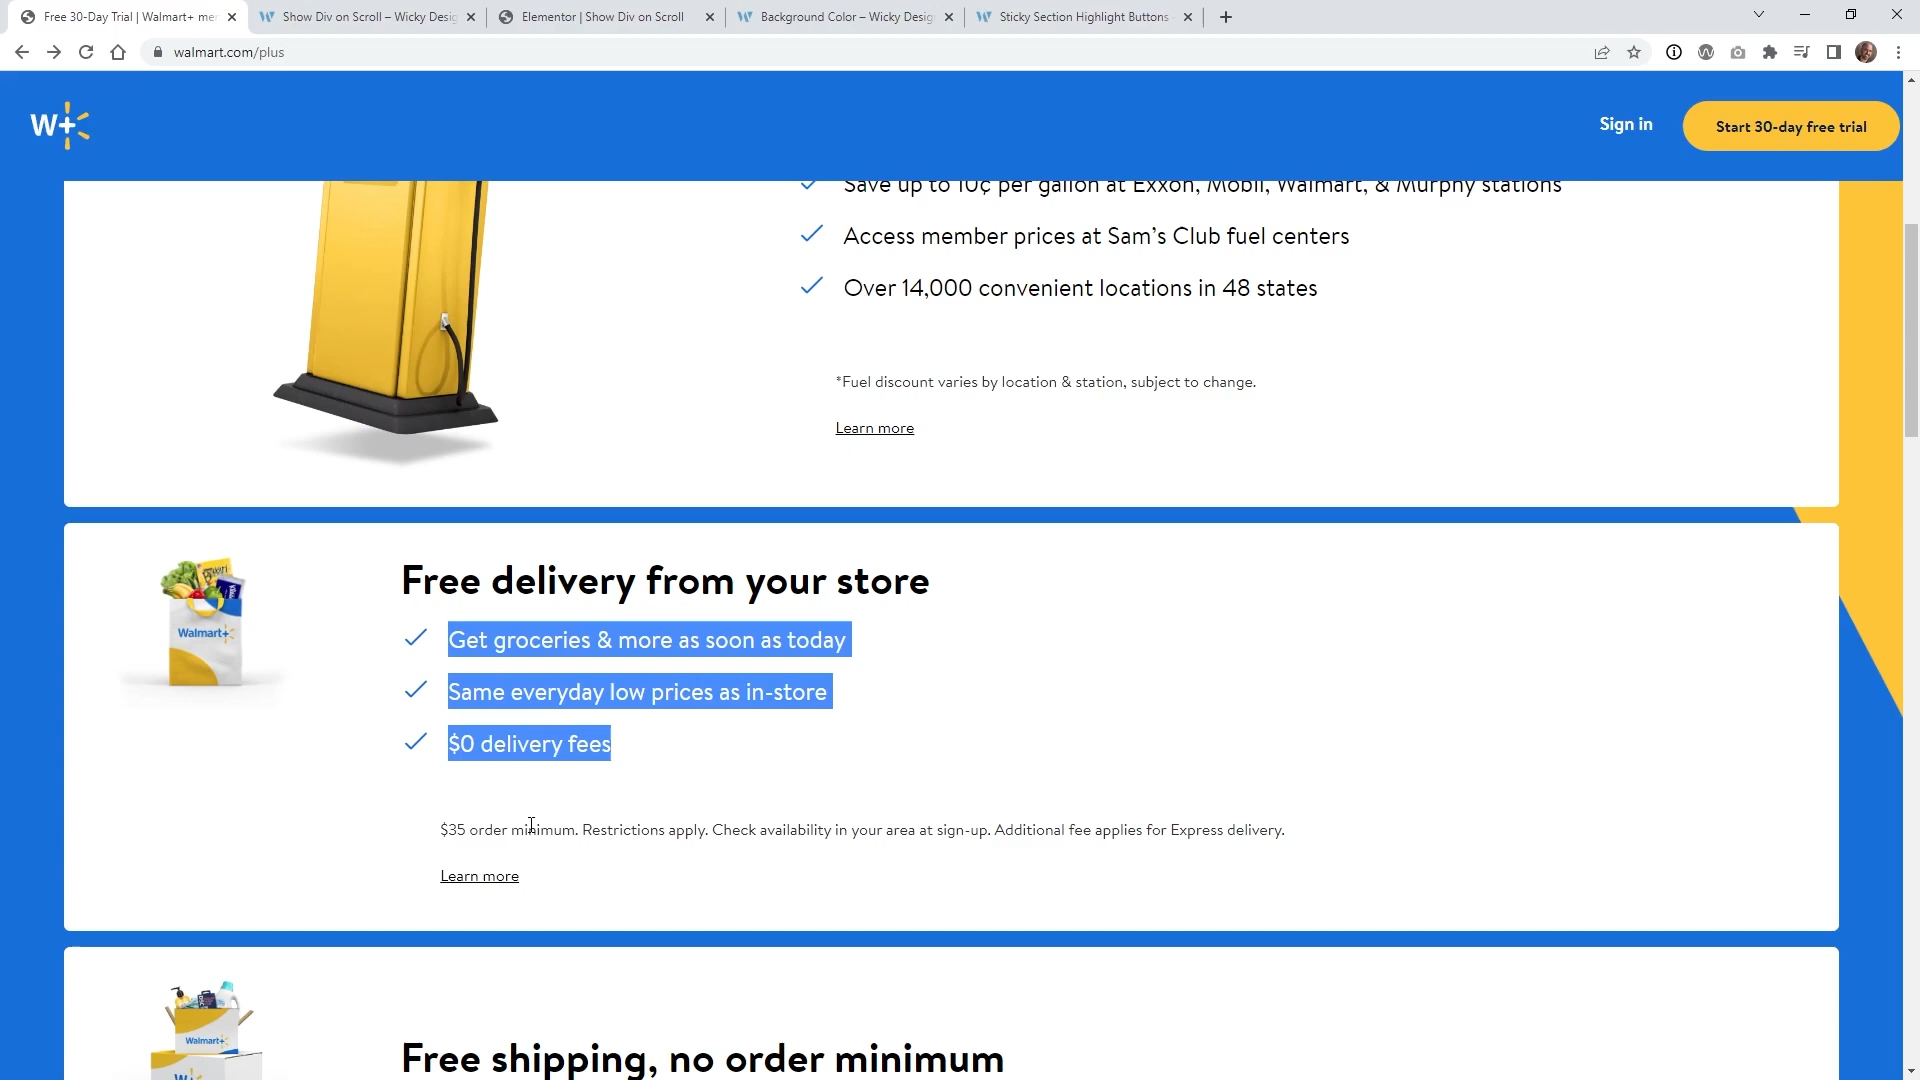 Free 30-Day Trial | Walmart+ mem
Show Div on Scroll – Wicky Desig
Elementor | Show Div on Scroll
Background Color – Wicky Desig
Sticky Section Highlight Buttons
walmart.com/plus
W+
Sign in
Start 30-day free trial
Save up to 10¢ per gallon at Exxon, Mobil, Walmart, & Murphy stations
Access member prices at Sam’s Club fuel centers
Over 14,000 convenient locations in 48 states
*Fuel discount varies by location & station, subject to change.
Learn more
Free delivery from your store
Walmart+
Get groceries & more as soon as today
Same everyday low prices as in-store
$0 delivery fees
$35 order minimum. Restrictions apply. Check availability in your area at sign-up. Additional fee applies for Express delivery.
Learn more
Walmart+
W+
Free shipping, no order minimum